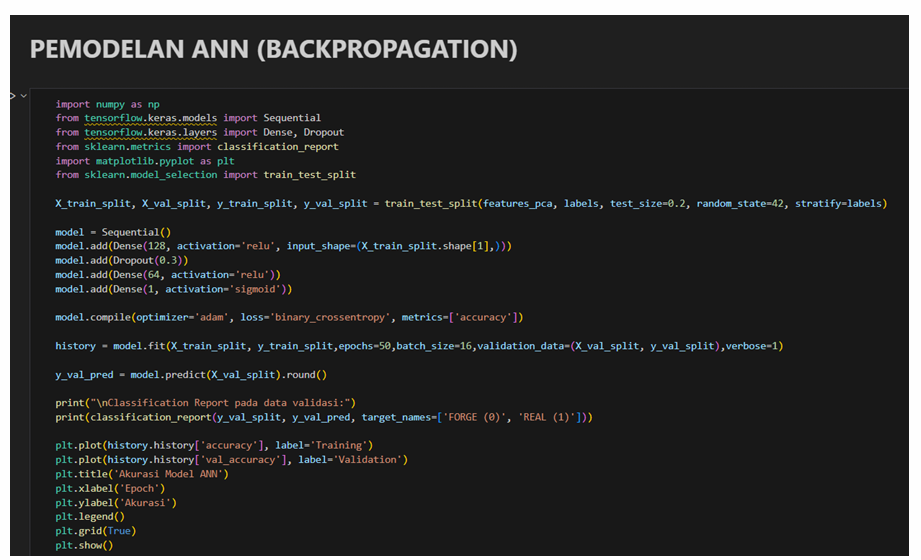 PEMODELAN ANN (BACKPROPAGATION)
import numpy as np
from tensorflow.keras.models import Sequential
from tensorflow.keras.layers import Dense, Dropout
from sklearn.metrics import classification_report
import matplotlib.pyplot as plt
from sklearn.model_selection import train_test_split
X_train_split, X_val_split, y_train_split, y_val_split = train_test_split(features_pca, labels, test_size=0.2, random_state=42, stratify=labels)
model = Sequential()
model.add(Dense(128, activation='relu', input_shape=(X_train_split.shape[1],)))
model.add(Dropout(0.3))
model.add(Dense(64, activation='relu'))
model.add(Dense(1, activation='sigmoid'))
model.compile(optimizer='adam', loss='binary_crossentropy', metrics=['accuracy'])
history = model.fit(X_train_split, y_train_split,epochs=50,batch_size=16,validation_data=(X_val_split, y_val_split),verbose=1)
y_val_pred = model.predict(X_val_split).round()
print("\nClassification Report pada data validasi:")
print(classification_report(y_val_split, y_val_pred, target_names=['FORGE (0)', 'REAL (1)']))
plt.plot(history.history['accuracy'], label='Training')
plt.plot(history.history['val_accuracy'], label='Validation')
plt.title('Akurasi Model ANN')
plt.xlabel('Epoch')
plt.ylabel('Akurasi')
plt.legend()
plt.grid(True)
plt.show()